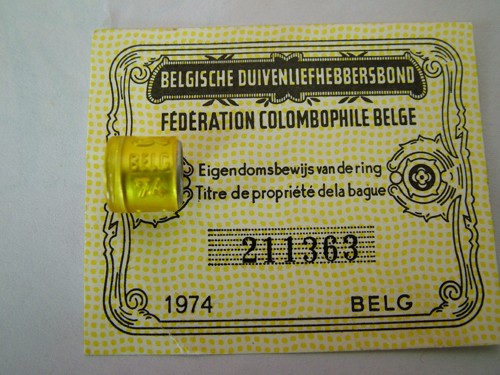 BELGISCHE DUIVENLIEFHEBBERSBOND
FÉDÉRATION COLOMBOPHILE BELGE
BELG
Eigendomsbewijs van de ring
Titre de propriété de la bague
211363
1974 BELG